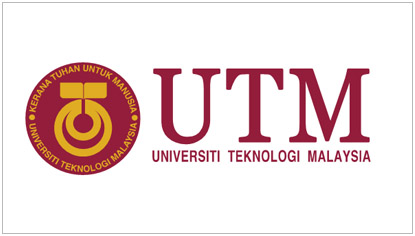 • KERANA TUHAN UNTUK MANUSIA •
UNIVERSITI TEKNOLOGI MALAYSIA
UTM
UNIVERSITI TEKNOLOGI MALAYSIA